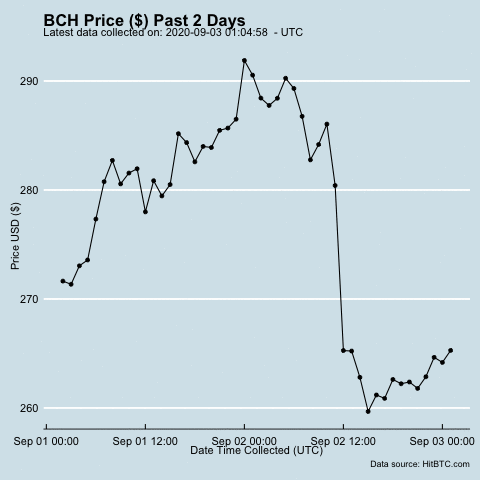 BCH Price ($) Past 2 Days
Latest data collected on: 2020-09-03 01:04:58 - UTC
290
280
270
260
Price USD ($)
Sep 01 00:00 Sep 01 12:00 Sep 02 00:00 Sep 02 12:00 Sep 03 00:00
Date Time Collected (UTC)
Data source: HitBTC.com